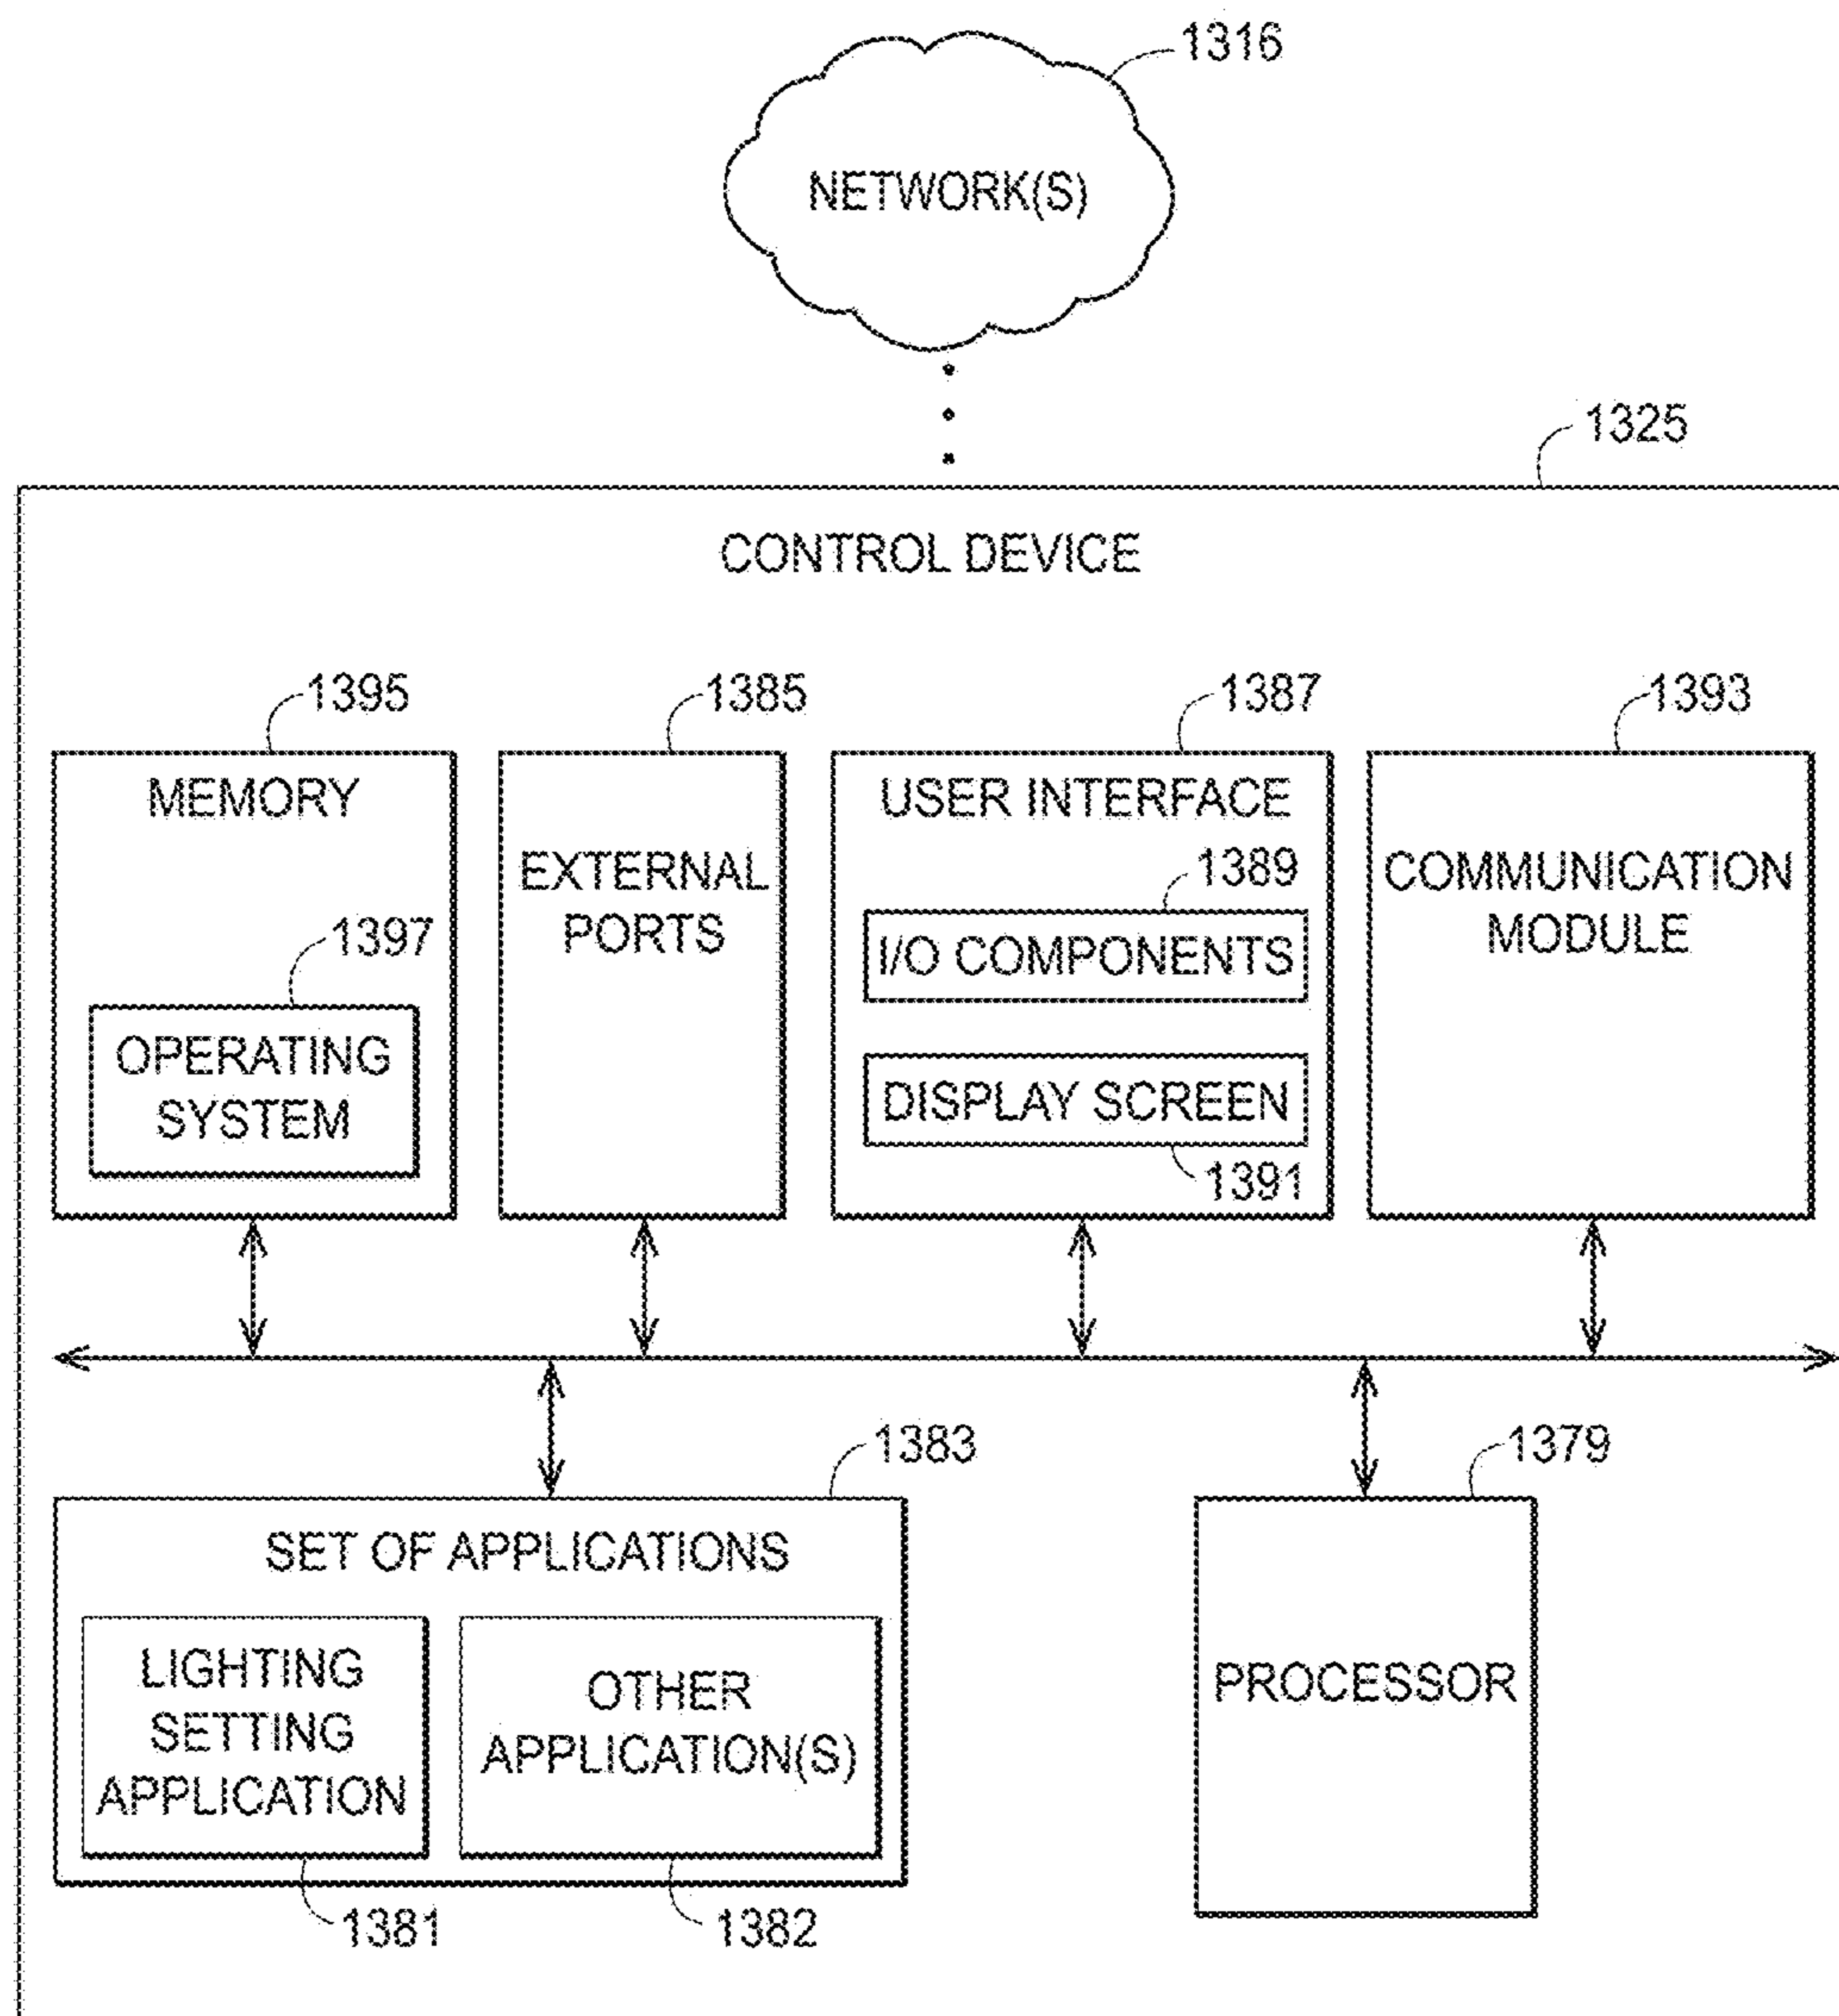 1316
NETWORK(S)
1325
CONTROL DEVICE
1395
1385
1387
1393
MEMORY
1397
OPERATING
SYSTEM
EXTERNAL
PORTS
USER INTERFACE
1389
I/O COMPONENTS
DISPLAY SCREEN
1391
COMMUNICATION
MODULE
1383
1379
SET OF APPLICATIONS
LIGHTING
SETTING
APPLICATION
OTHER
APPLICATION(S)
1381
1382
PROCESSOR